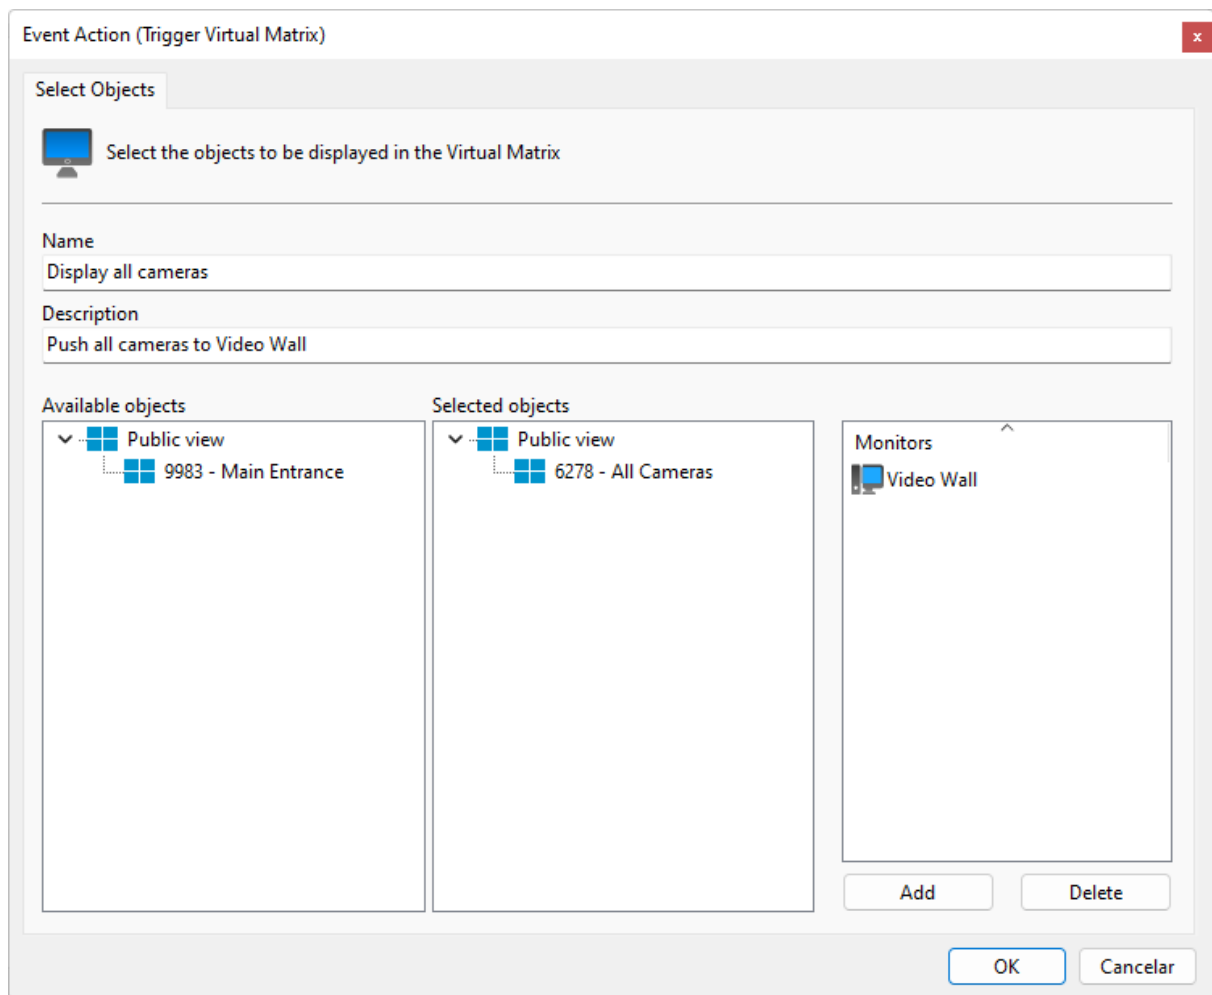 Event Action (Trigger Virtual Matrix)
x
Select Objects
Select the objects to be displayed in the Virtual Matrix
Name
Display all cameras
Description
Push all cameras to Video Wall
Available objects
Public view
9983 - Main Entrance
Selected objects
Public view
6278 - All Cameras
Monitors
Video Wall
Add
Delete
OK
Cancelar